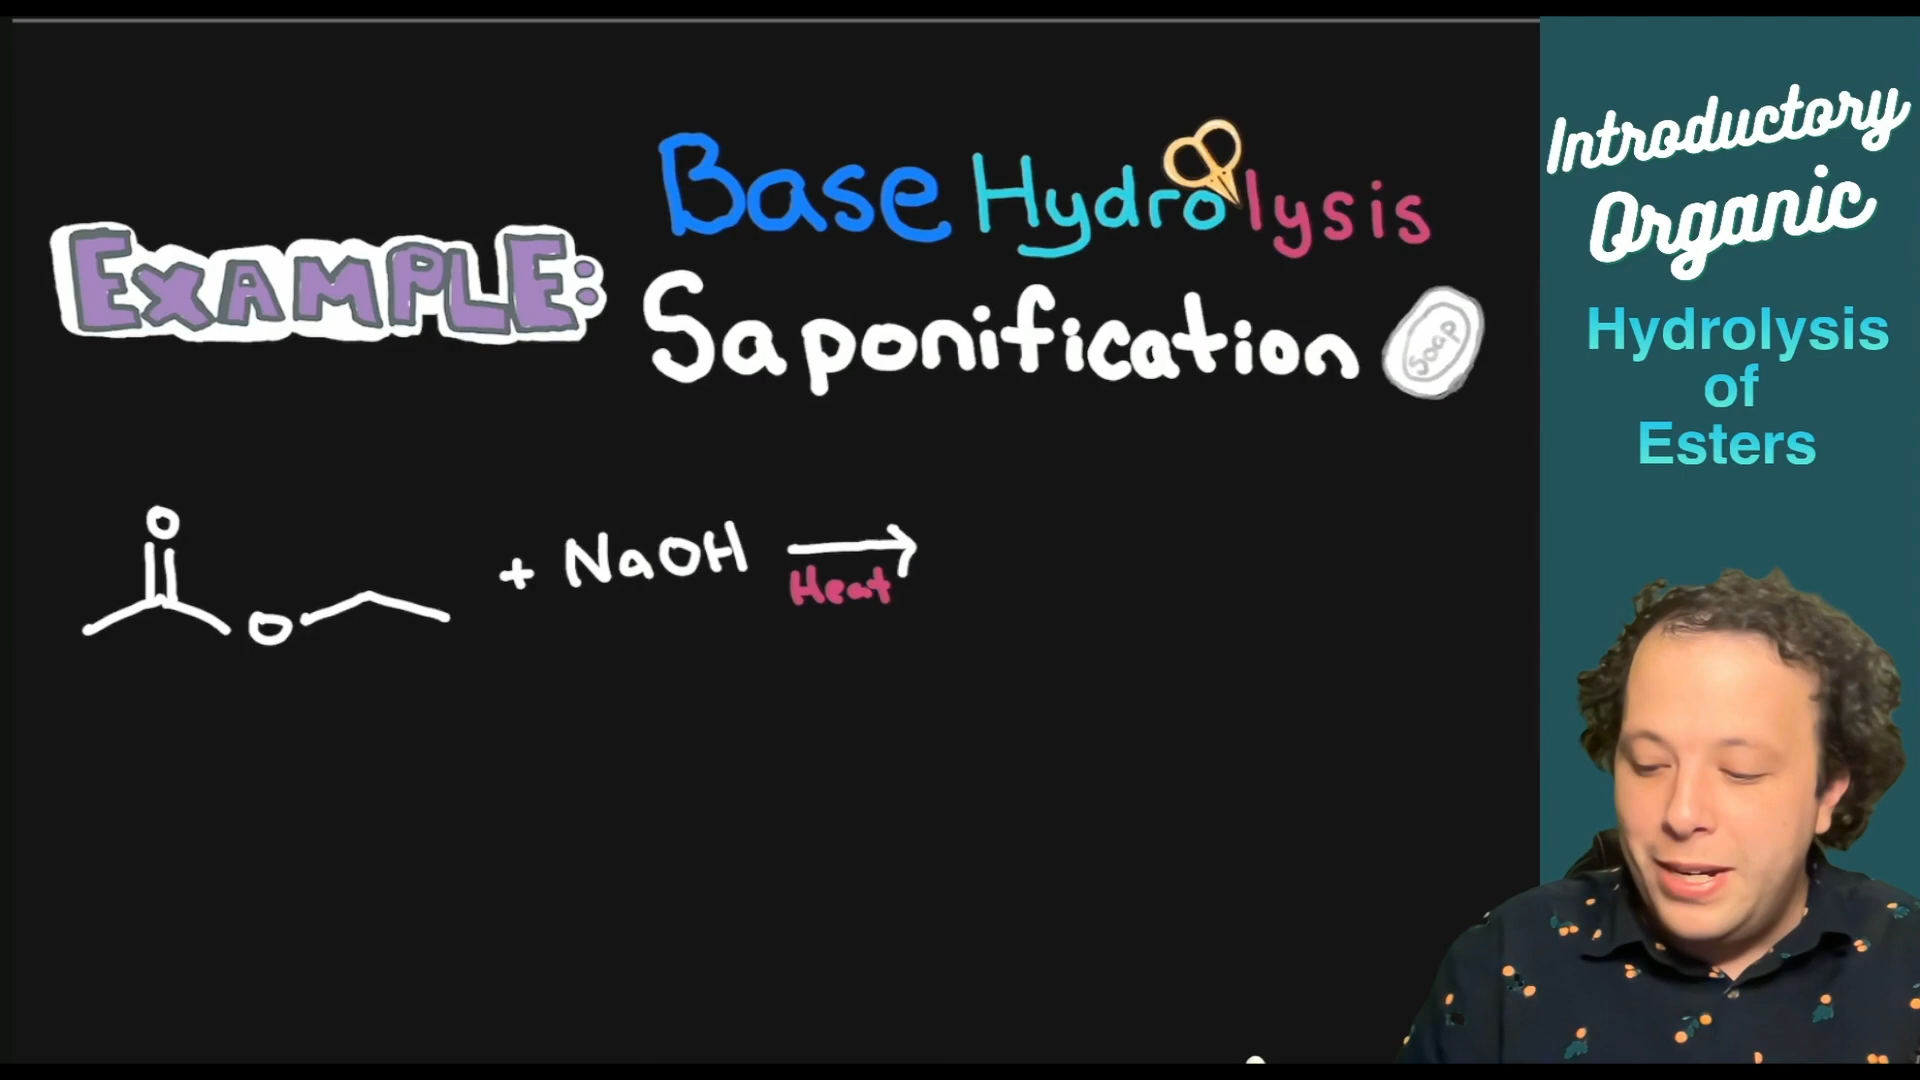 EXAMPLE:
Base Hydrolysis
Saponification
Soap
O
O
+ NaOH
Heat
Introductory
Organic
Hydrolysis
of
Esters